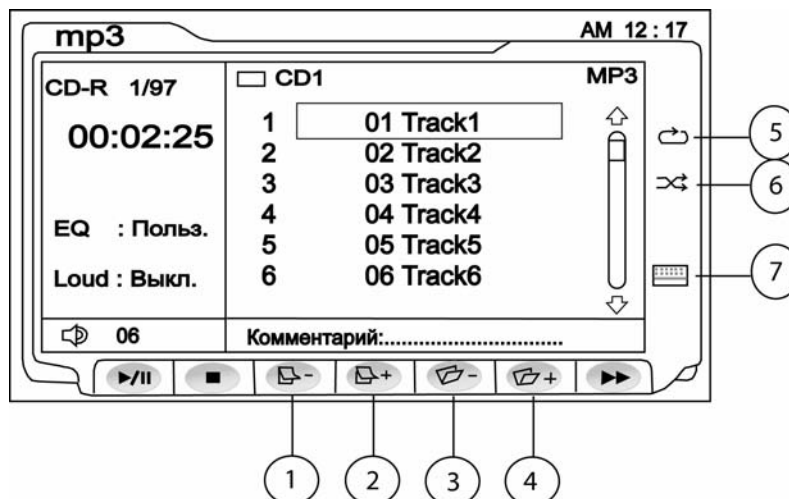 mp3 AM 12 : 17
CD-R 1/97
00:02:25
EQ : Польз.
Loud : Выкл.
06
CD1 MP3
1 01 Track1
2 02 Track2
3 03 Track3
4 04 Track4
5 05 Track5
6 06 Track6
Комментарий:................................
- + - +
5
6
7
1 2 3 4